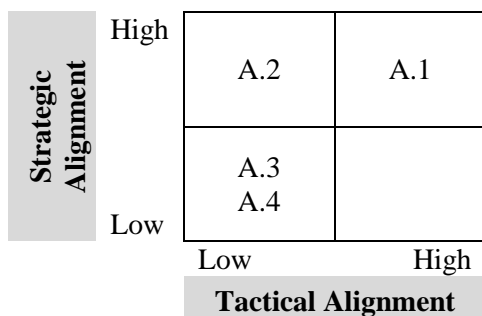 Strategic
Alignment
High
Low
A.2
A.1
A.3
A.4
Low
High
Tactical Alignment